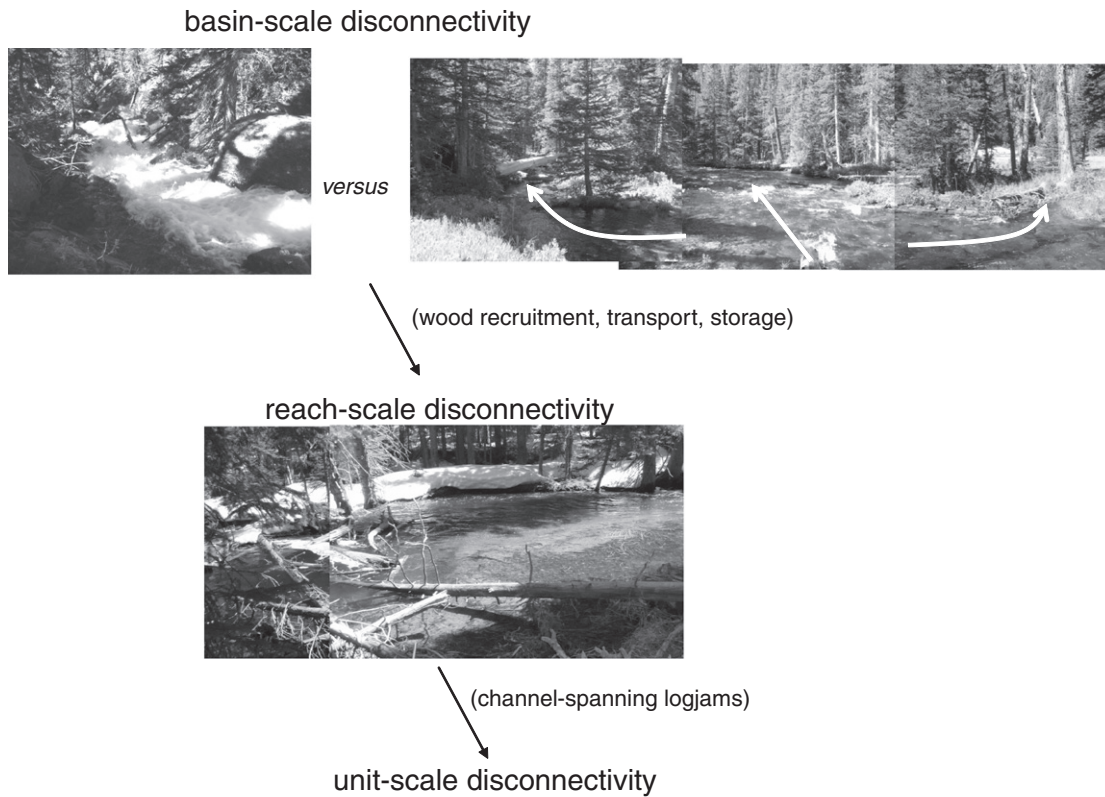 basin-scale disconnectivity
versus
(wood recruitment, transport, storage)
reach-scale disconnectivity
(channel-spanning logjams)
unit-scale disconnectivity